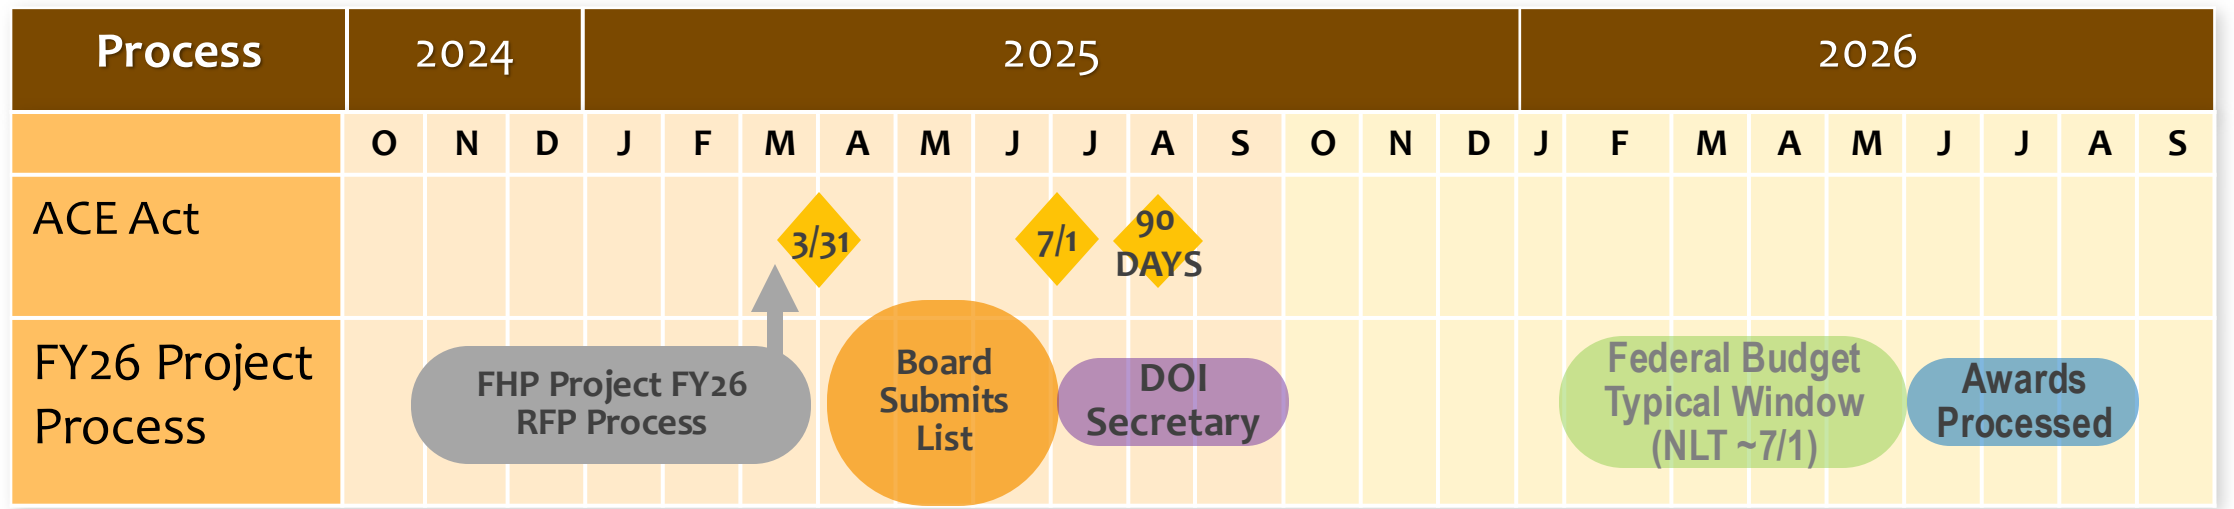 Process 2024 2025 2026
O N D J F M A M J J A S O N D J F M A M J J A S
ACE Act
3/31
7/1
90
DAYS
FY26 Project
Process
FHP Project FY26
RFP Process
Board
Submits
List
DOI
Secretary
Federal Budget
Typical Window
(NLT ~7/1)
Awards
Processed